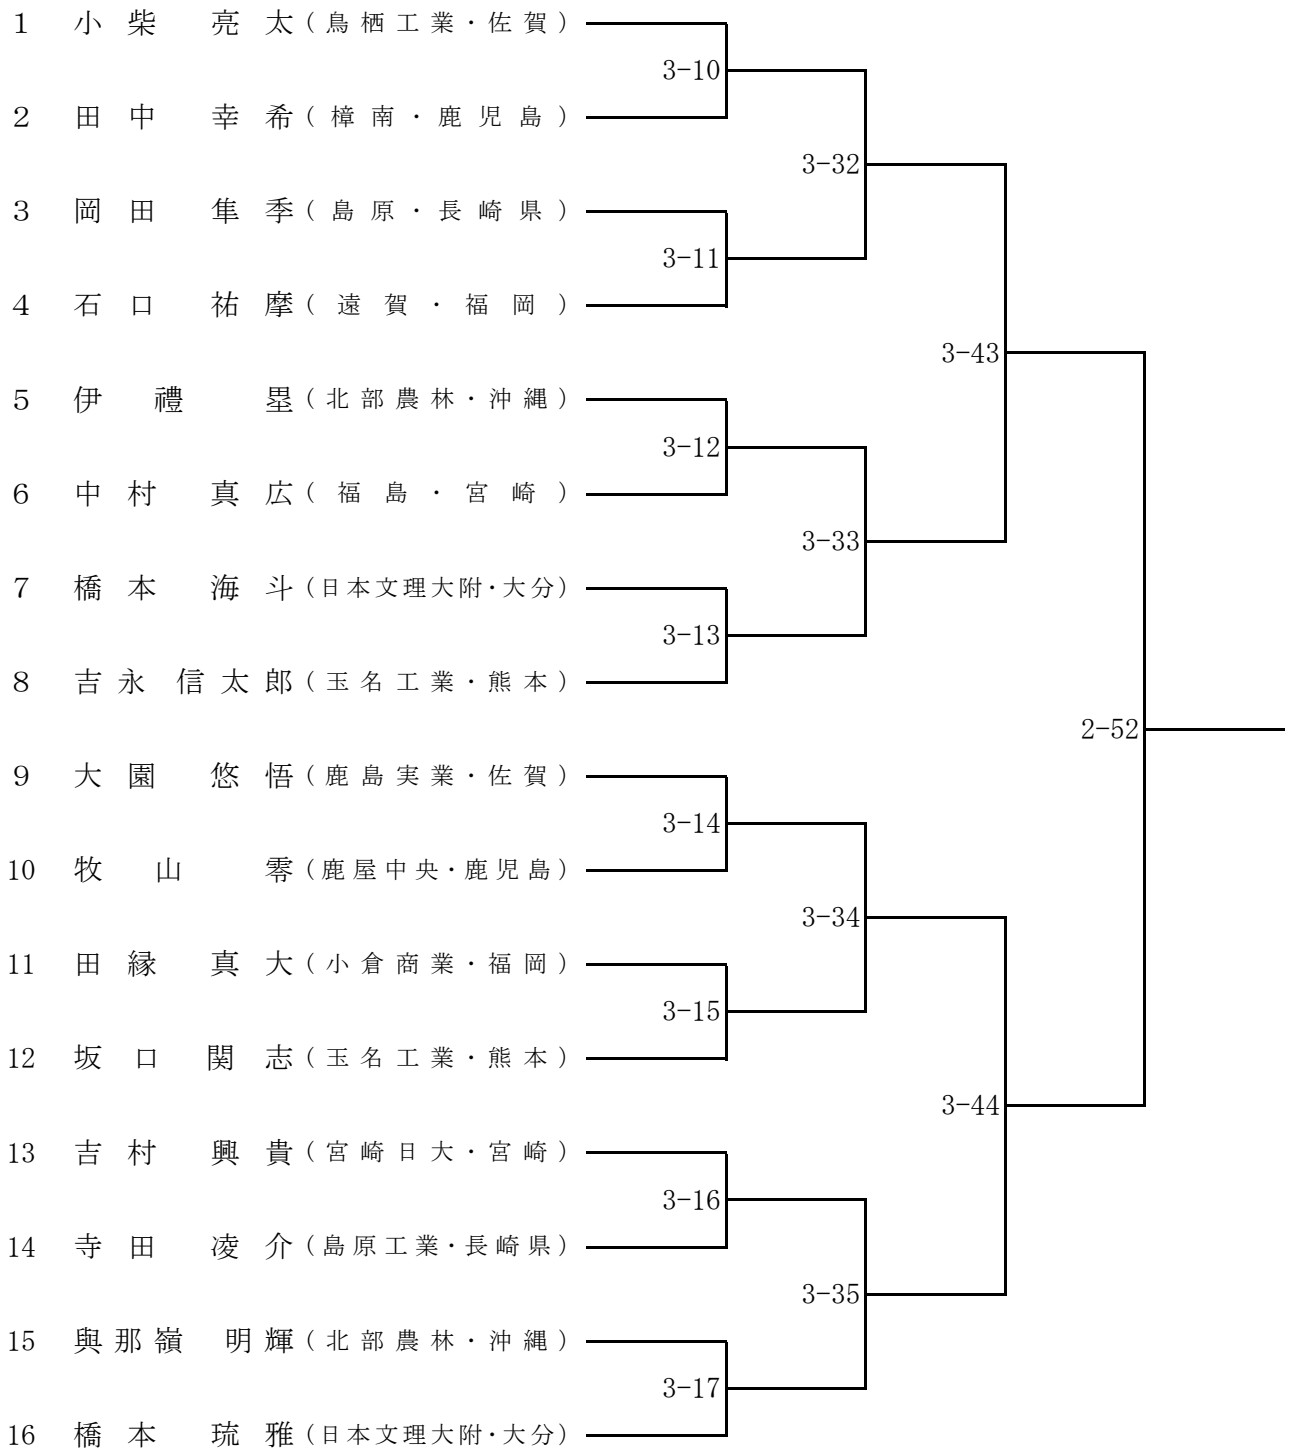 1 小柴 亮太(鳥栖工業・佐賀)
3-10
2 田中 幸希(樟南・鹿児島)
3-32
3 岡田 隼季(島原・長崎県)
3-11
4 石口 祐摩(遠賀・福岡)
3-43
5 伊禮 塁(北部農林・沖縄)
3-12
6 中村 真広(福島・宮崎)
3-33
7 橋本 海斗(日本文理大附・大分)
3-13
8 吉永 信太郎(玉名工業・熊本)
2-52
9 大園 悠悟(鹿島実業・佐賀)
3-14
10 牧山 零(鹿屋中央・鹿児島)
3-34
11 田縁 真大(小倉商業・福岡)
3-15
12 坂口 関志(玉名工業・熊本)
3-44
13 吉村 興貴(宮崎日大・宮崎)
3-16
14 寺田 凌介(島原工業・長崎県)
3-35
15 與那嶺 明輝(北部農林・沖縄)
3-17
16 橋本 琉雅(日本文理大附・大分)